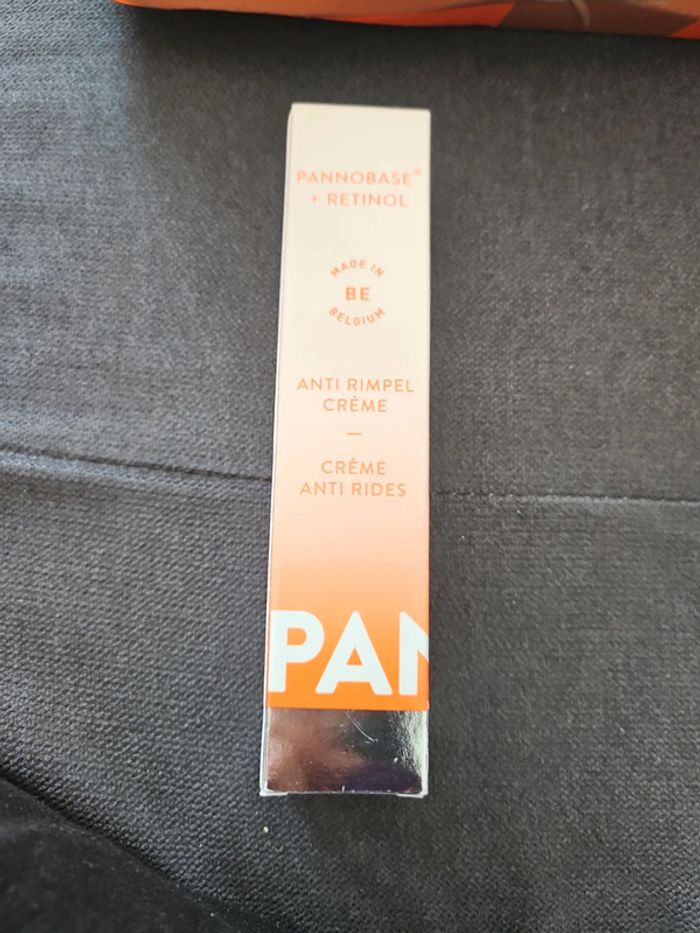 PANNOBASE®
+ RETINOL
MADE IN
BE
BELGIUM
ANTI RIMPEL
CRÈME
—
CRÈME
ANTI RIDES
PAN